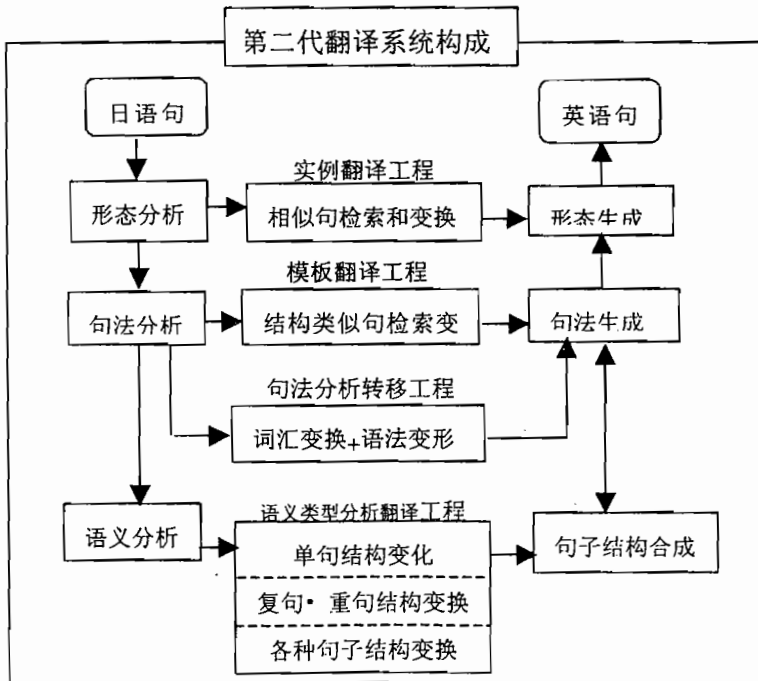 第二代翻译系统构成
日语句
英语句
实例翻译工程
形态分析
相似句检索和变换
形态生成
模板翻译工程
句法分析
结构类似句检索变
句法生成
句法分析转移工程
词汇变换+语法变形
语义类型分析翻译工程
语义分析
单句结构变化
句子结构合成
复句·重句结构变换
各种句子结构变换